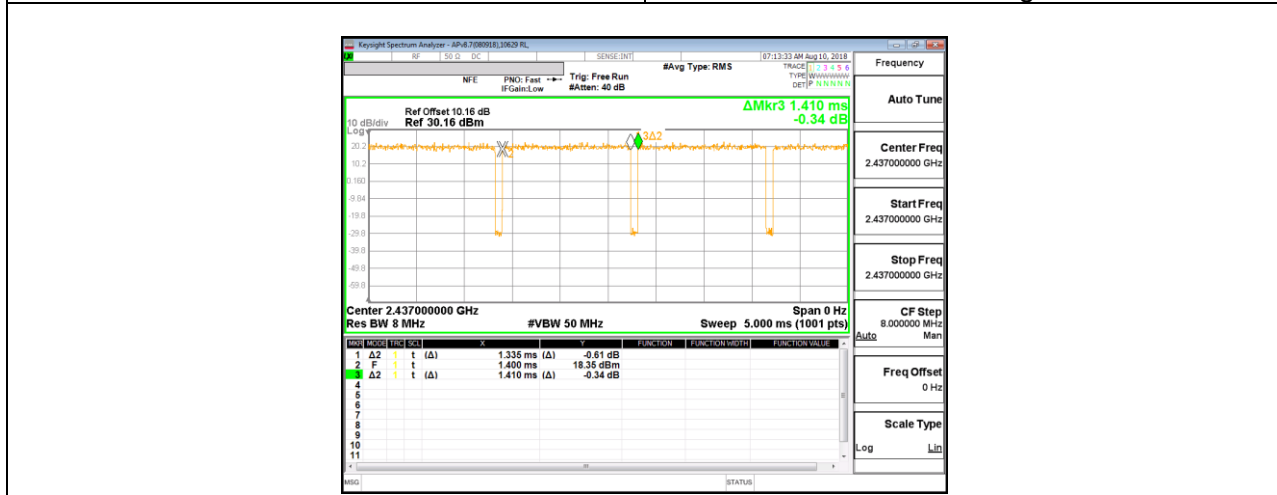 Keysight Spectrum Analyzer - APv8.7(080918),10629 RL,
RF 50 Ω DC SENSE:INT 07:13:33 AM Aug 10, 2018
#Avg Type: RMS TRACE 1 2 3 4 5 6
NFE PNO: Fast Trig: Free Run TYPE WWWWWW
IFGain:Low #Atten: 40 dB DET P N N N N N
Frequency
Auto Tune
Center Freq
2.437000000 GHz
Start Freq
2.437000000 GHz
Stop Freq
2.437000000 GHz
CF Step
8.000000 MHz
Auto Man
Freq Offset
0 Hz
Scale Type
Log Lin
ΔMkr3 1.410 ms
-0.34 dB
Ref Offset 10.16 dB
10 dB/div Ref 30.16 dBm
Log
20.2
10.2
0.160
-9.84
-19.8
-29.8
-39.8
-49.8
-59.8
3Δ2
Center 2.437000000 GHz Span 0 Hz
Res BW 8 MHz #VBW 50 MHz Sweep 5.000 ms (1001 pts)
MKR MODE TRC SCL X Y FUNCTION FUNCTION WIDTH FUNCTION VALUE
1 Δ2 1 t (Δ) 1.335 ms (Δ) -0.61 dB
2 F 1 t 1.400 ms 18.35 dBm
3 Δ2 1 t (Δ) 1.410 ms (Δ) -0.34 dB
4
5
6
7
8
9
10
11
MSG STATUS